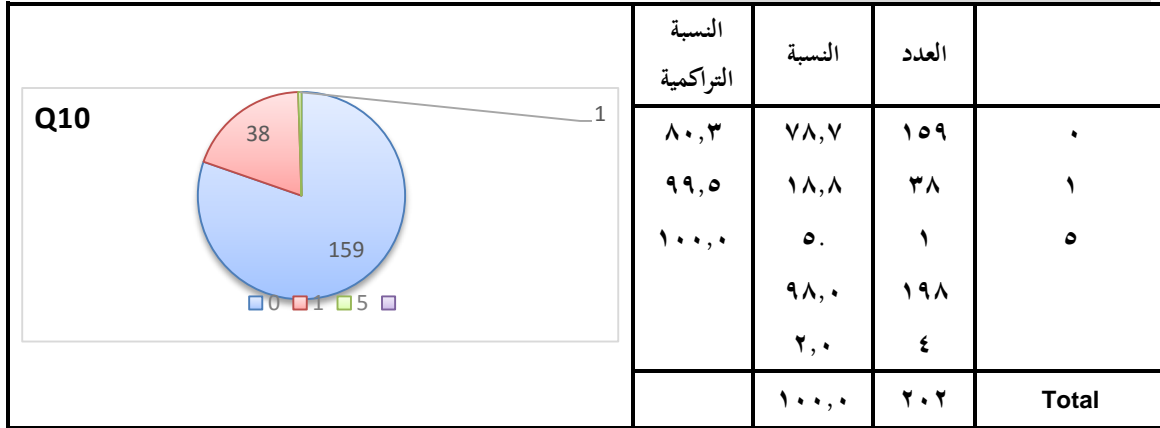 العدد النسبة النسبة التراكمية
٠ ١٥٩ ٧٨,٧ ٨٠,٣
١ ٣٨ ١٨,٨ ٩٩,٥
٥ ١ ٥. ١٠٠,٠
١٩٨ ٩٨,٠
٤ ٢,٠
Total ٢٠٢ ١٠٠,٠
Q10
1
38
159
0 1 5